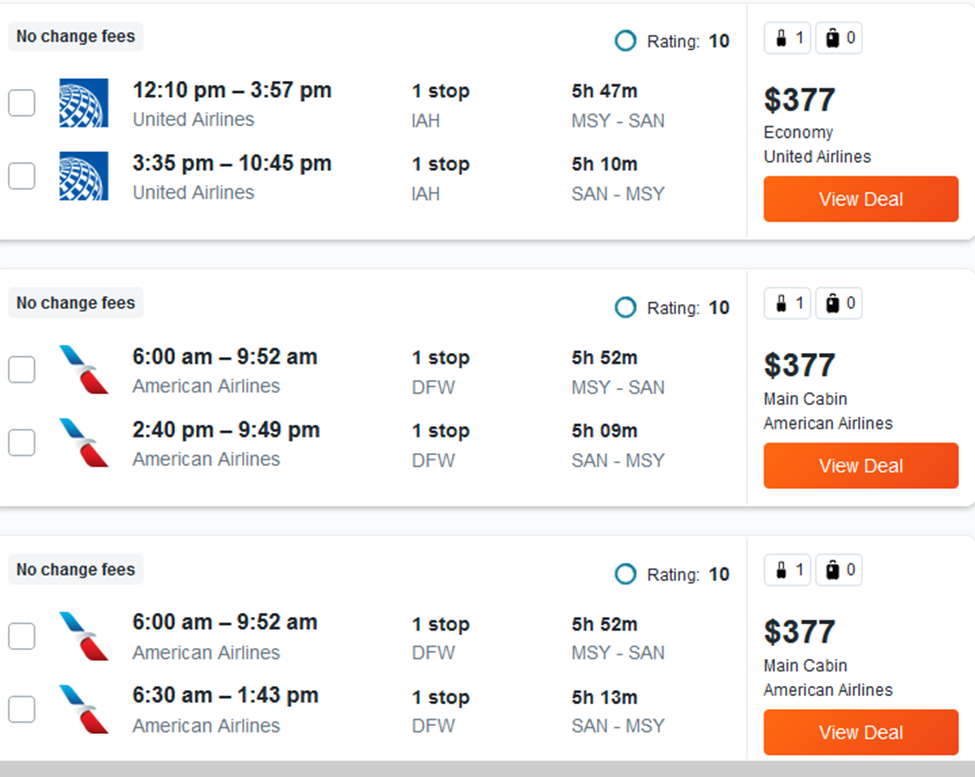 No change fees
Rating: 10
1 0
12:10 pm – 3:57 pm 1 stop 5h 47m
United Airlines IAH MSY - SAN
3:35 pm – 10:45 pm 1 stop 5h 10m
United Airlines IAH SAN - MSY
$377
Economy
United Airlines
View Deal
No change fees
Rating: 10
1 0
6:00 am – 9:52 am 1 stop 5h 52m
American Airlines DFW MSY - SAN
2:40 pm – 9:49 pm 1 stop 5h 09m
American Airlines DFW SAN - MSY
$377
Main Cabin
American Airlines
View Deal
No change fees
Rating: 10
1 0
6:00 am – 9:52 am 1 stop 5h 52m
American Airlines DFW MSY - SAN
6:30 am – 1:43 pm 1 stop 5h 13m
American Airlines DFW SAN - MSY
$377
Main Cabin
American Airlines
View Deal